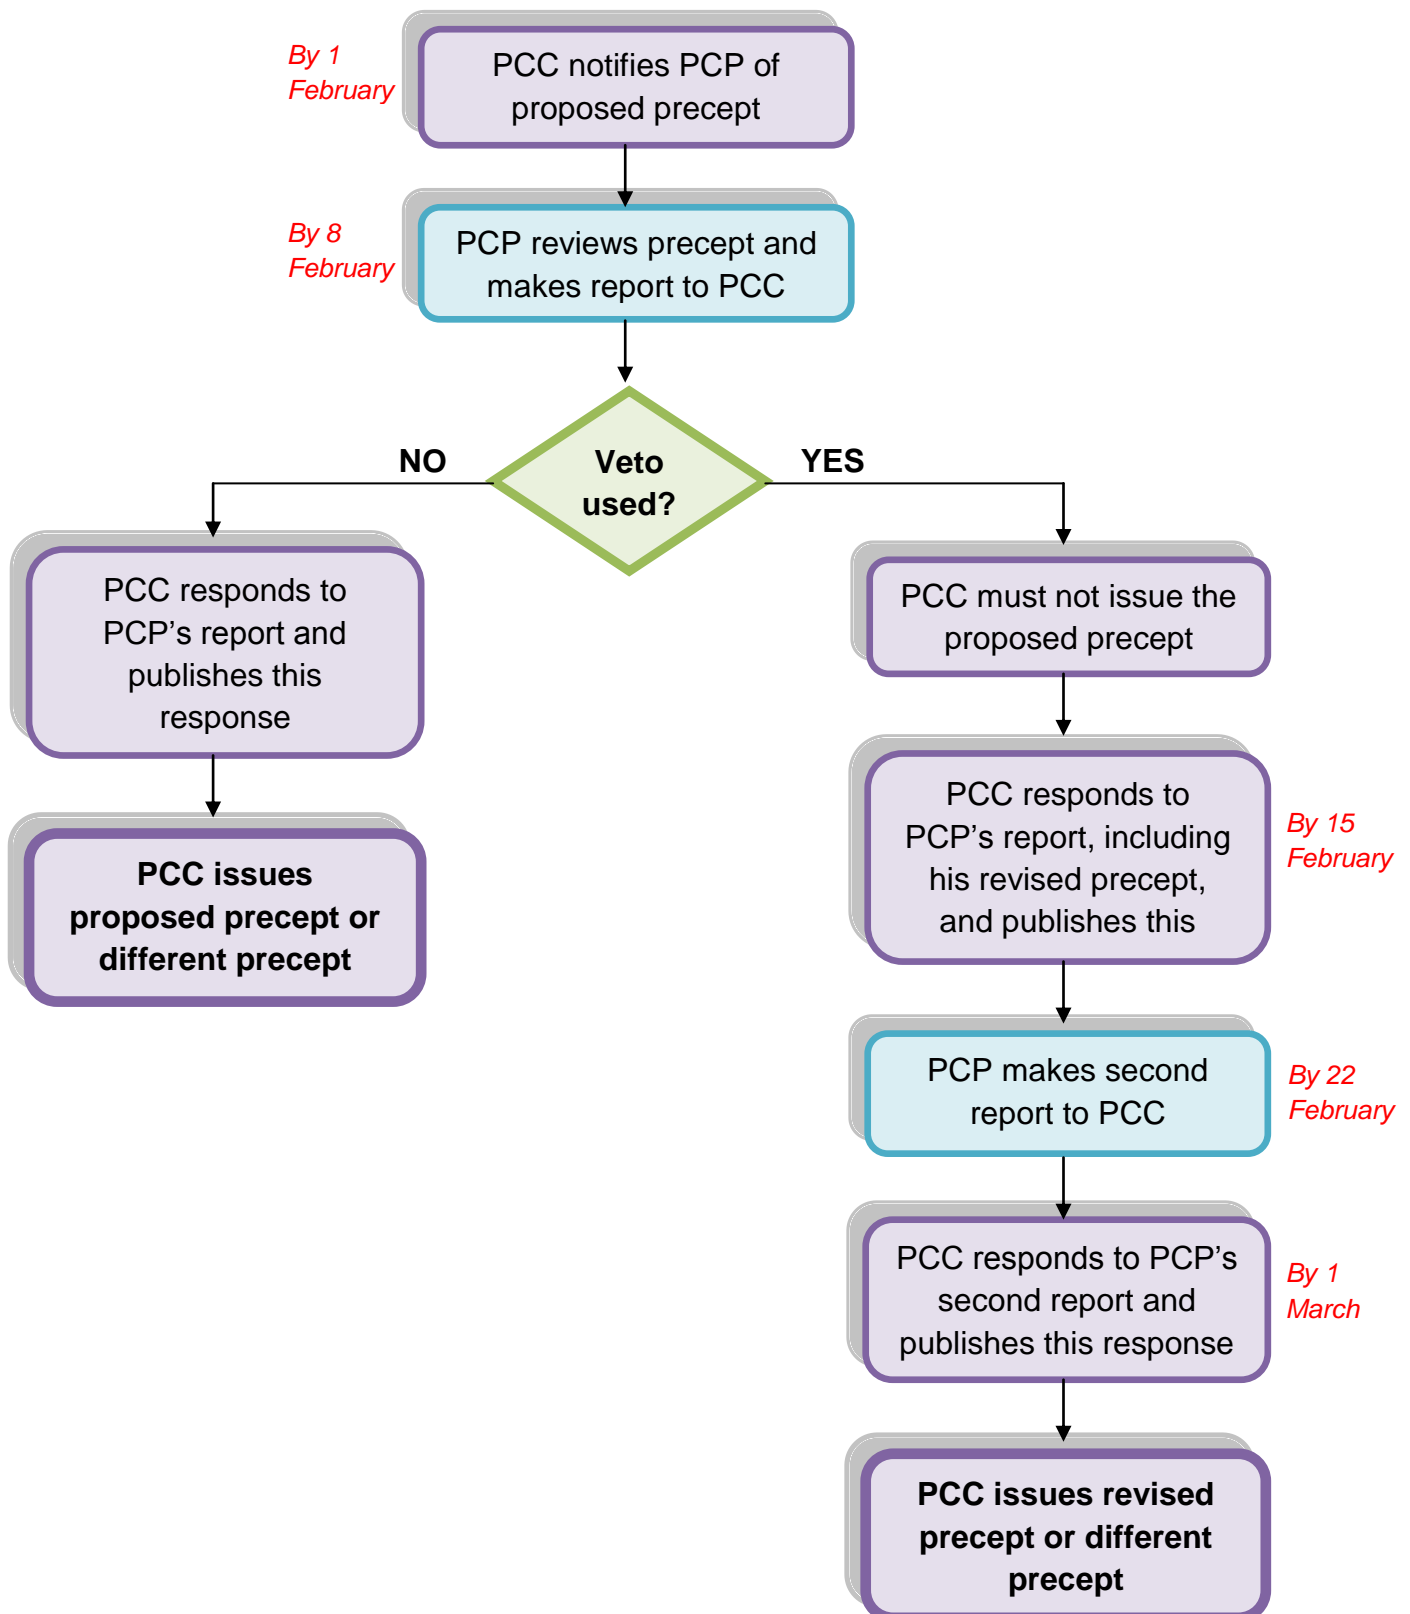 By 1
February
PCC notifies PCP of
proposed precept
By 8
February
PCP reviews precept and
makes report to PCC
NO
Veto
used?
YES
PCC responds to
PCP’s report and
publishes this
response
PCC issues
proposed precept or
different precept
PCC must not issue the
proposed precept
PCC responds to
PCP’s report, including
his revised precept,
and publishes this
By 15
February
PCP makes second
report to PCC
By 22
February
PCC responds to PCP’s
second report and
publishes this response
By 1
March
PCC issues revised
precept or different
precept